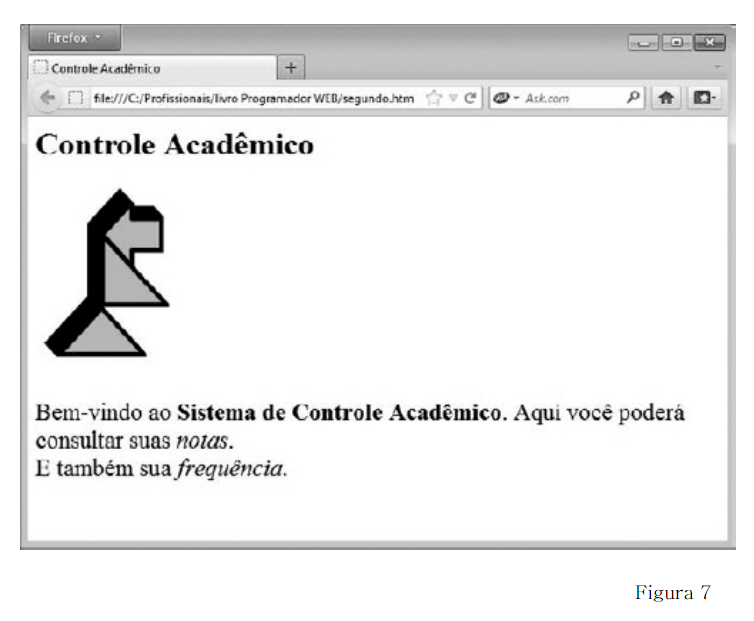 Firefox
Controle Acadêmico
file:///C:/Profissionais/livro Programador WEB/segundo.htm
Ask.com
Controle Acadêmico
Bem-vindo ao Sistema de Controle Acadêmico. Aqui você poderá
consultar suas notas.
E também sua frequência.
Figura 7